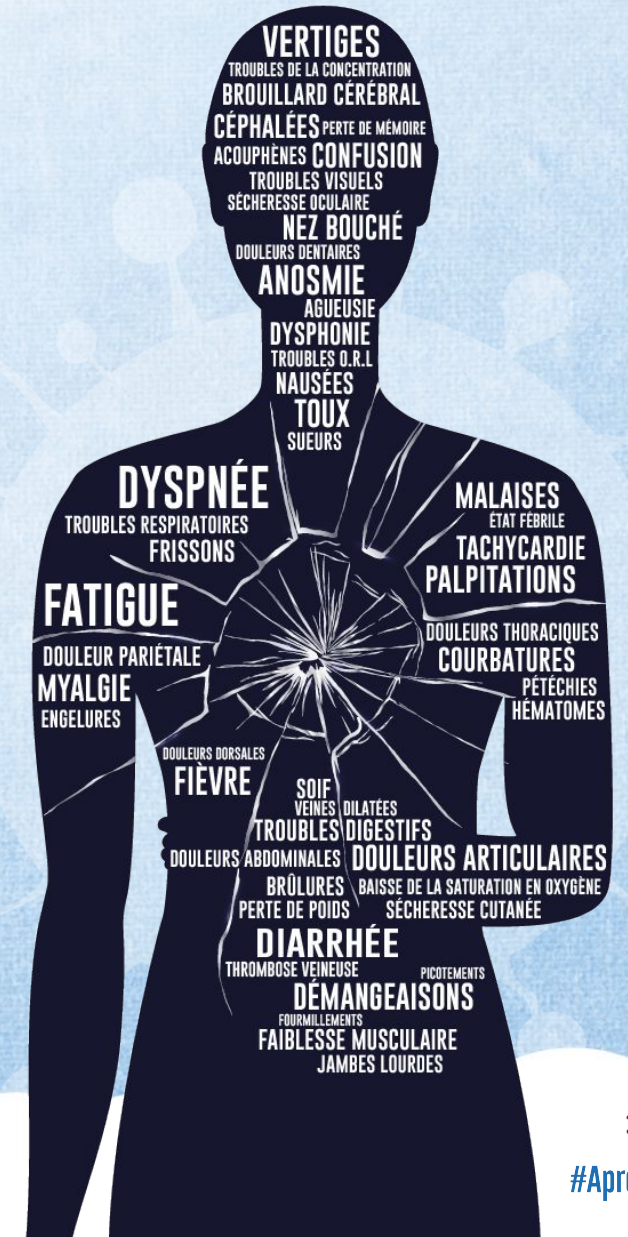 VERTIGES
TROUBLES DE LA CONCENTRATION
BROUILLARD CÉRÉBRAL
CÉPHALÉES PERTE DE MÉMOIRE
ACOUPHÈNES CONFUSION
TROUBLES VISUELS
SÉCHERESSE OCULAIRE
NEZ BOUCHÉ
DOULEURS DENTAIRES
ANOSMIE
AGUEUSIE
DYSPHONIE
TROUBLES O.R.L
NAUSÉES
TOUX
SUEURS
DYSPNÉE
TROUBLES RESPIRATOIRES
FRISSONS
FATIGUE
DOULEUR PARIÉTALE
MYALGIE
ENGELURES
MALAISES
ÉTAT FÉBRILE
TACHYCARDIE
PALPITATIONS
DOULEURS THORACIQUES
COURBATURES
PÉTÉCHIES
HÉMATOMES
DOULEURS DORSALES
FIÈVRE
SOIF
VEINES DILATÉES
TROUBLES DIGESTIFS
DOULEURS ABDOMINALES DOULEURS ARTICULAIRES
BRÛLURES BAISSE DE LA SATURATION EN OXYGÈNE
PERTE DE POIDS SÉCHERESSE CUTANÉE
DIARRHÉE
THROMBOSE VEINEUSE PICOTEMENTS
DÉMANGEAISONS
FOURMILLEMENTS
FAIBLESSE MUSCULAIRE
JAMBES LOURDES